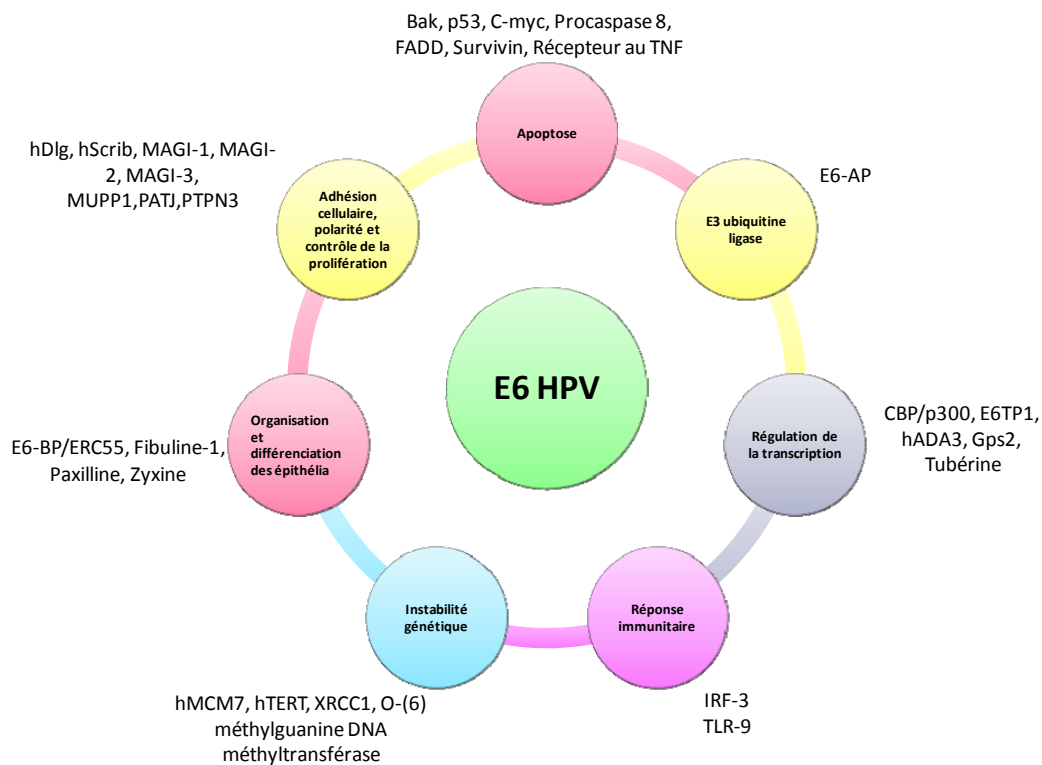 Bak, p53, C-myc, Procaspase 8,
FADD, Survivin, Récepteur au TNF
Apoptose
hDlg, hScrib, MAGI-1, MAGI-
2, MAGI-3,
MUPP1,PATJ,PTPN3
Adhésion
cellulaire,
polarité et
contrôle de la
prolifération
E6-AP
E3 ubiquitine
ligase
E6 HPV
E6-BP/ERC55, Fibuline-1,
Paxilline, Zyxine
Organisation
et
différenciation
des épithélia
Régulation de
la transcription
CBP/p300, E6TP1,
hADA3, Gps2,
Tubérine
Instabilité
génétique
hMCM7, hTERT, XRCC1, O-(6)
méthylguanine DNA
méthyltransférase
Réponse
immunitaire
IRF-3
TLR-9